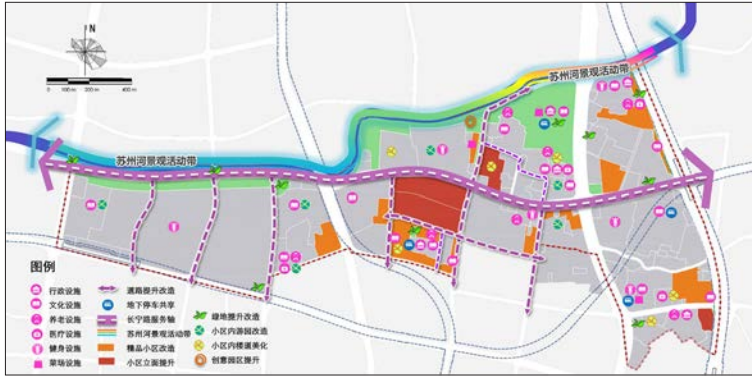 N
0 100 m 200 m 400 m
苏州河景观活动带
苏州河景观活动带
图例
行政设施
文化设施
养老设施
医疗设施
健身设施
菜场设施
道路提升改造
地下停车共享
长宁路服务轴
苏州河景观活动带
精品小区改造
小区立面提升
绿地提升改造
小区内游园改造
小区内楼道美化
创意园区提升